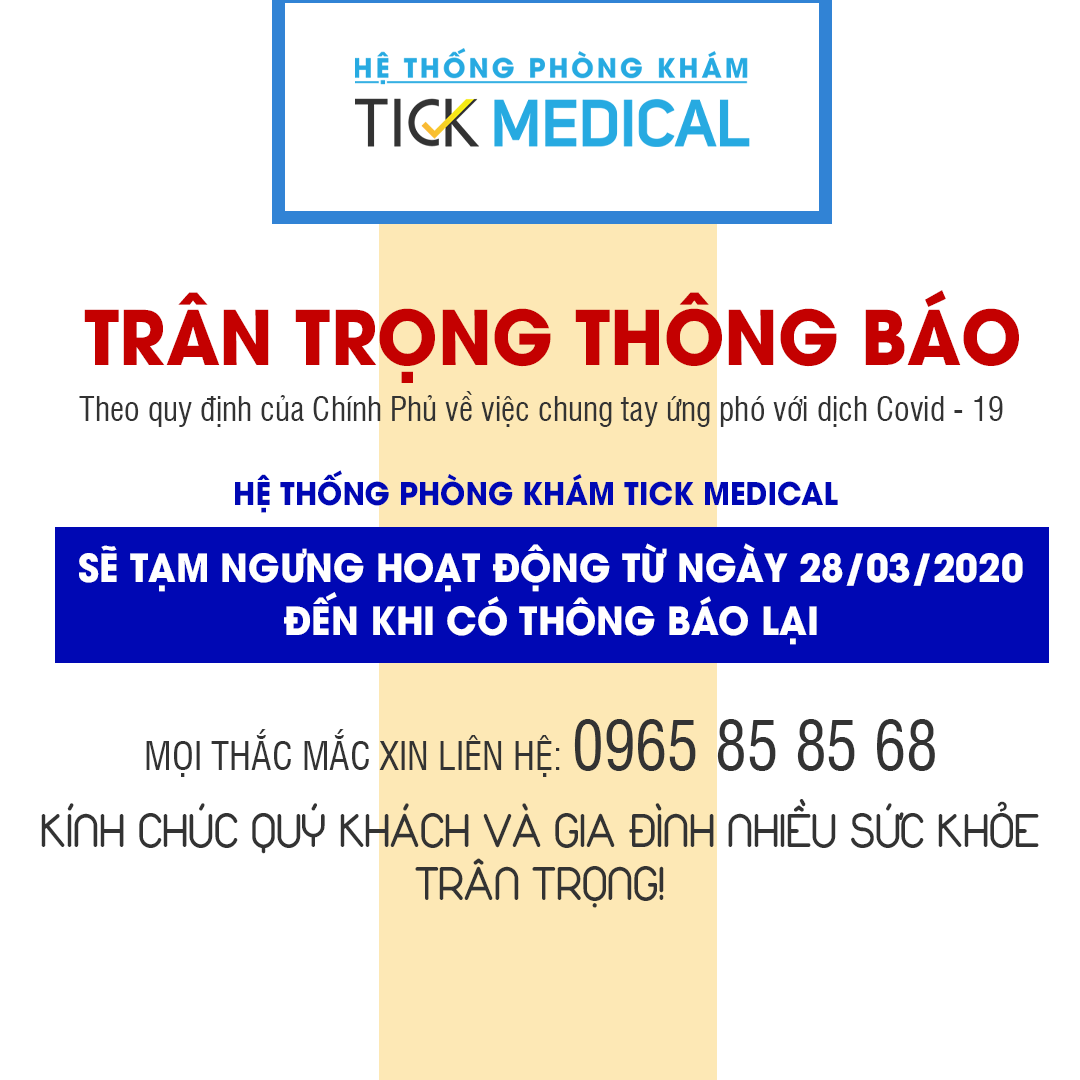 HỆ THỐNG PHÒNG KHÁM
TICK MEDICAL
TRÂN TRỌNG THÔNG BÁO
Theo quy định của Chính Phủ về việc chung tay ứng phó với dịch Covid - 19
HỆ THỐNG PHÒNG KHÁM TICK MEDICAL
SẼ TẠM NGƯNG HOẠT ĐỘNG TỪ NGÀY 28/03/2020
ĐẾN KHI CÓ THÔNG BÁO LẠI
MỌI THẮC MẮC XIN LIÊN HỆ: 0965 85 85 68
KÍNH CHÚC QUÝ KHÁCH VÀ GIA ĐÌNH NHIỀU SỨC KHỎE
TRÂN TRỌNG!